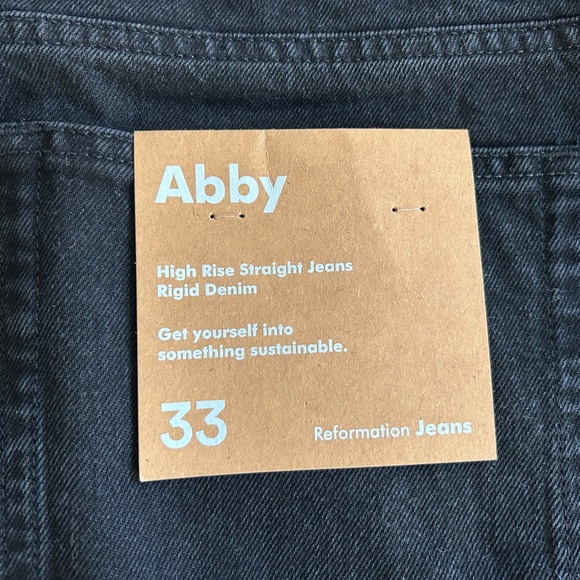 Abby
High Rise Straight Jeans
Rigid Denim
Get yourself into
something sustainable.
33
Reformation Jeans